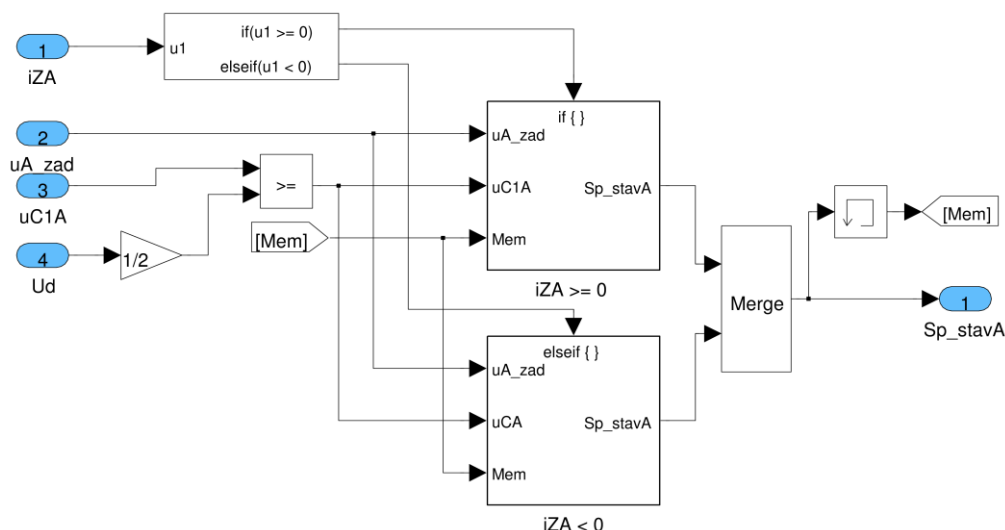 1
iZA
u1
if(u1 >= 0)
elseif(u1 < 0)
2
uA_zad
3
uC1A
4
Ud
1/2
>=
[Mem]
if { }
uA_zad
uC1A
Mem
Sp_stavA
iZA >= 0
elseif { }
uA_zad
uCA
Mem
Sp_stavA
iZA < 0
Merge
[Mem]
1
Sp_stavA